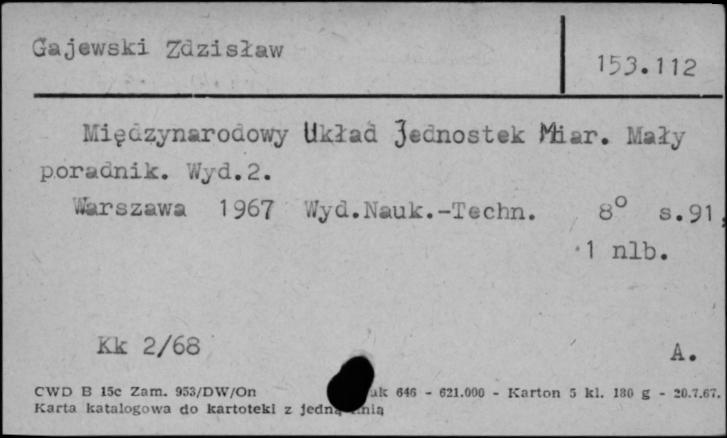 Gajewski Zdzisław
153.112
Międzynarodowy Układ Jednostek Miar. Mały
poradnik. Wyd.2.
Warszawa 1967 Wyd.Nauk.-Techn. 8° s.91,
1 nlb.
Kk 2/68
A.
CWD B 15c Zam. 953/DW/On 646 - 621.000 - Karton 5 kl. 180 g - 20.7.67.
Karta katalogowa do kartoteki z jedną